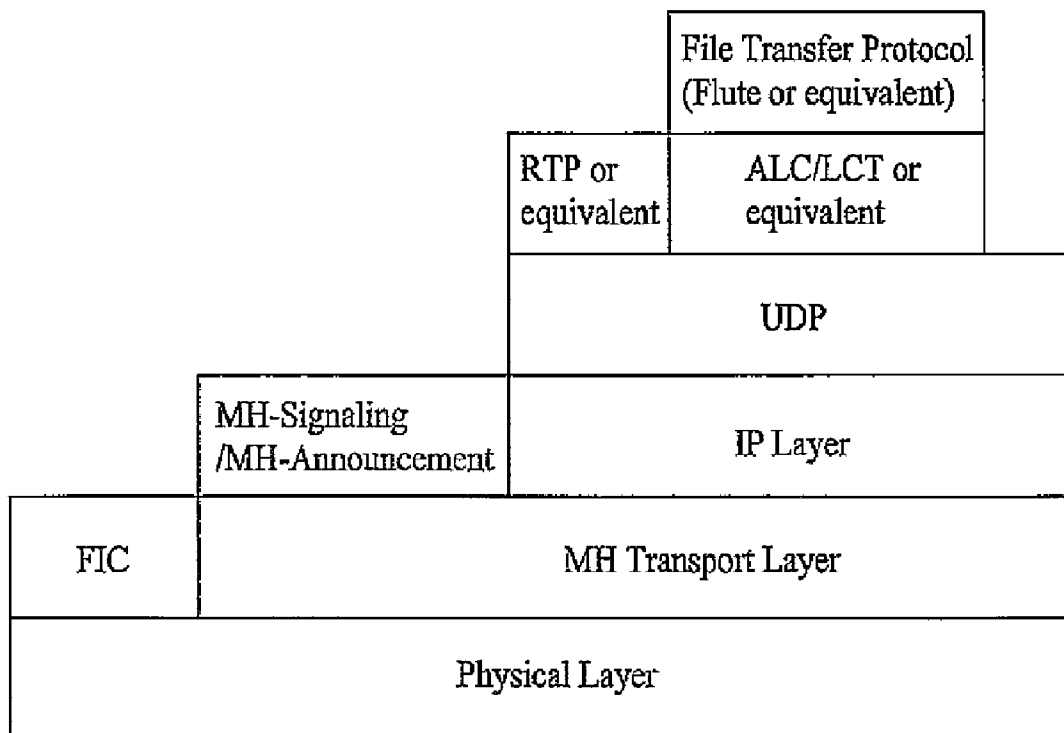 File Transfer Protocol
(Flute or equivalent)
RTP or
equivalent
ALC/LCT or
equivalent
UDP
MH-Signaling
/MH-Announcement
IP Layer
FIC
MH Transport Layer
Physical Layer